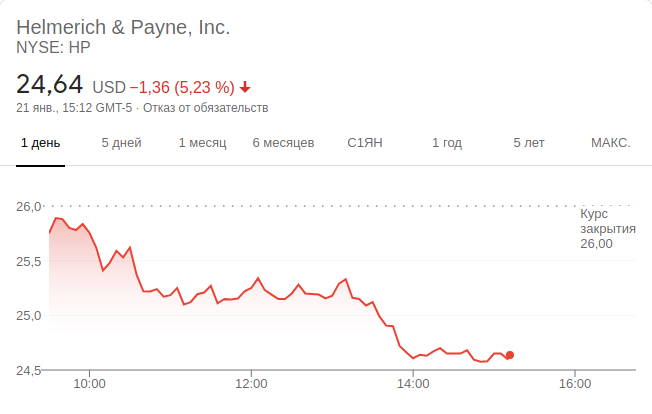 Helmerich & Payne, Inc.
NYSE: HP
24,64 USD −1,36 (5,23 %)
21 янв., 15:12 GMT-5 · Отказ от обязательств
1 день 5 дней 1 месяц 6 месяцев С1ЯН 1 год 5 лет МАКС.
26,0
Курс
закрытия
26,00
25,5
25,0
24,5
10:00 12:00 14:00 16:00